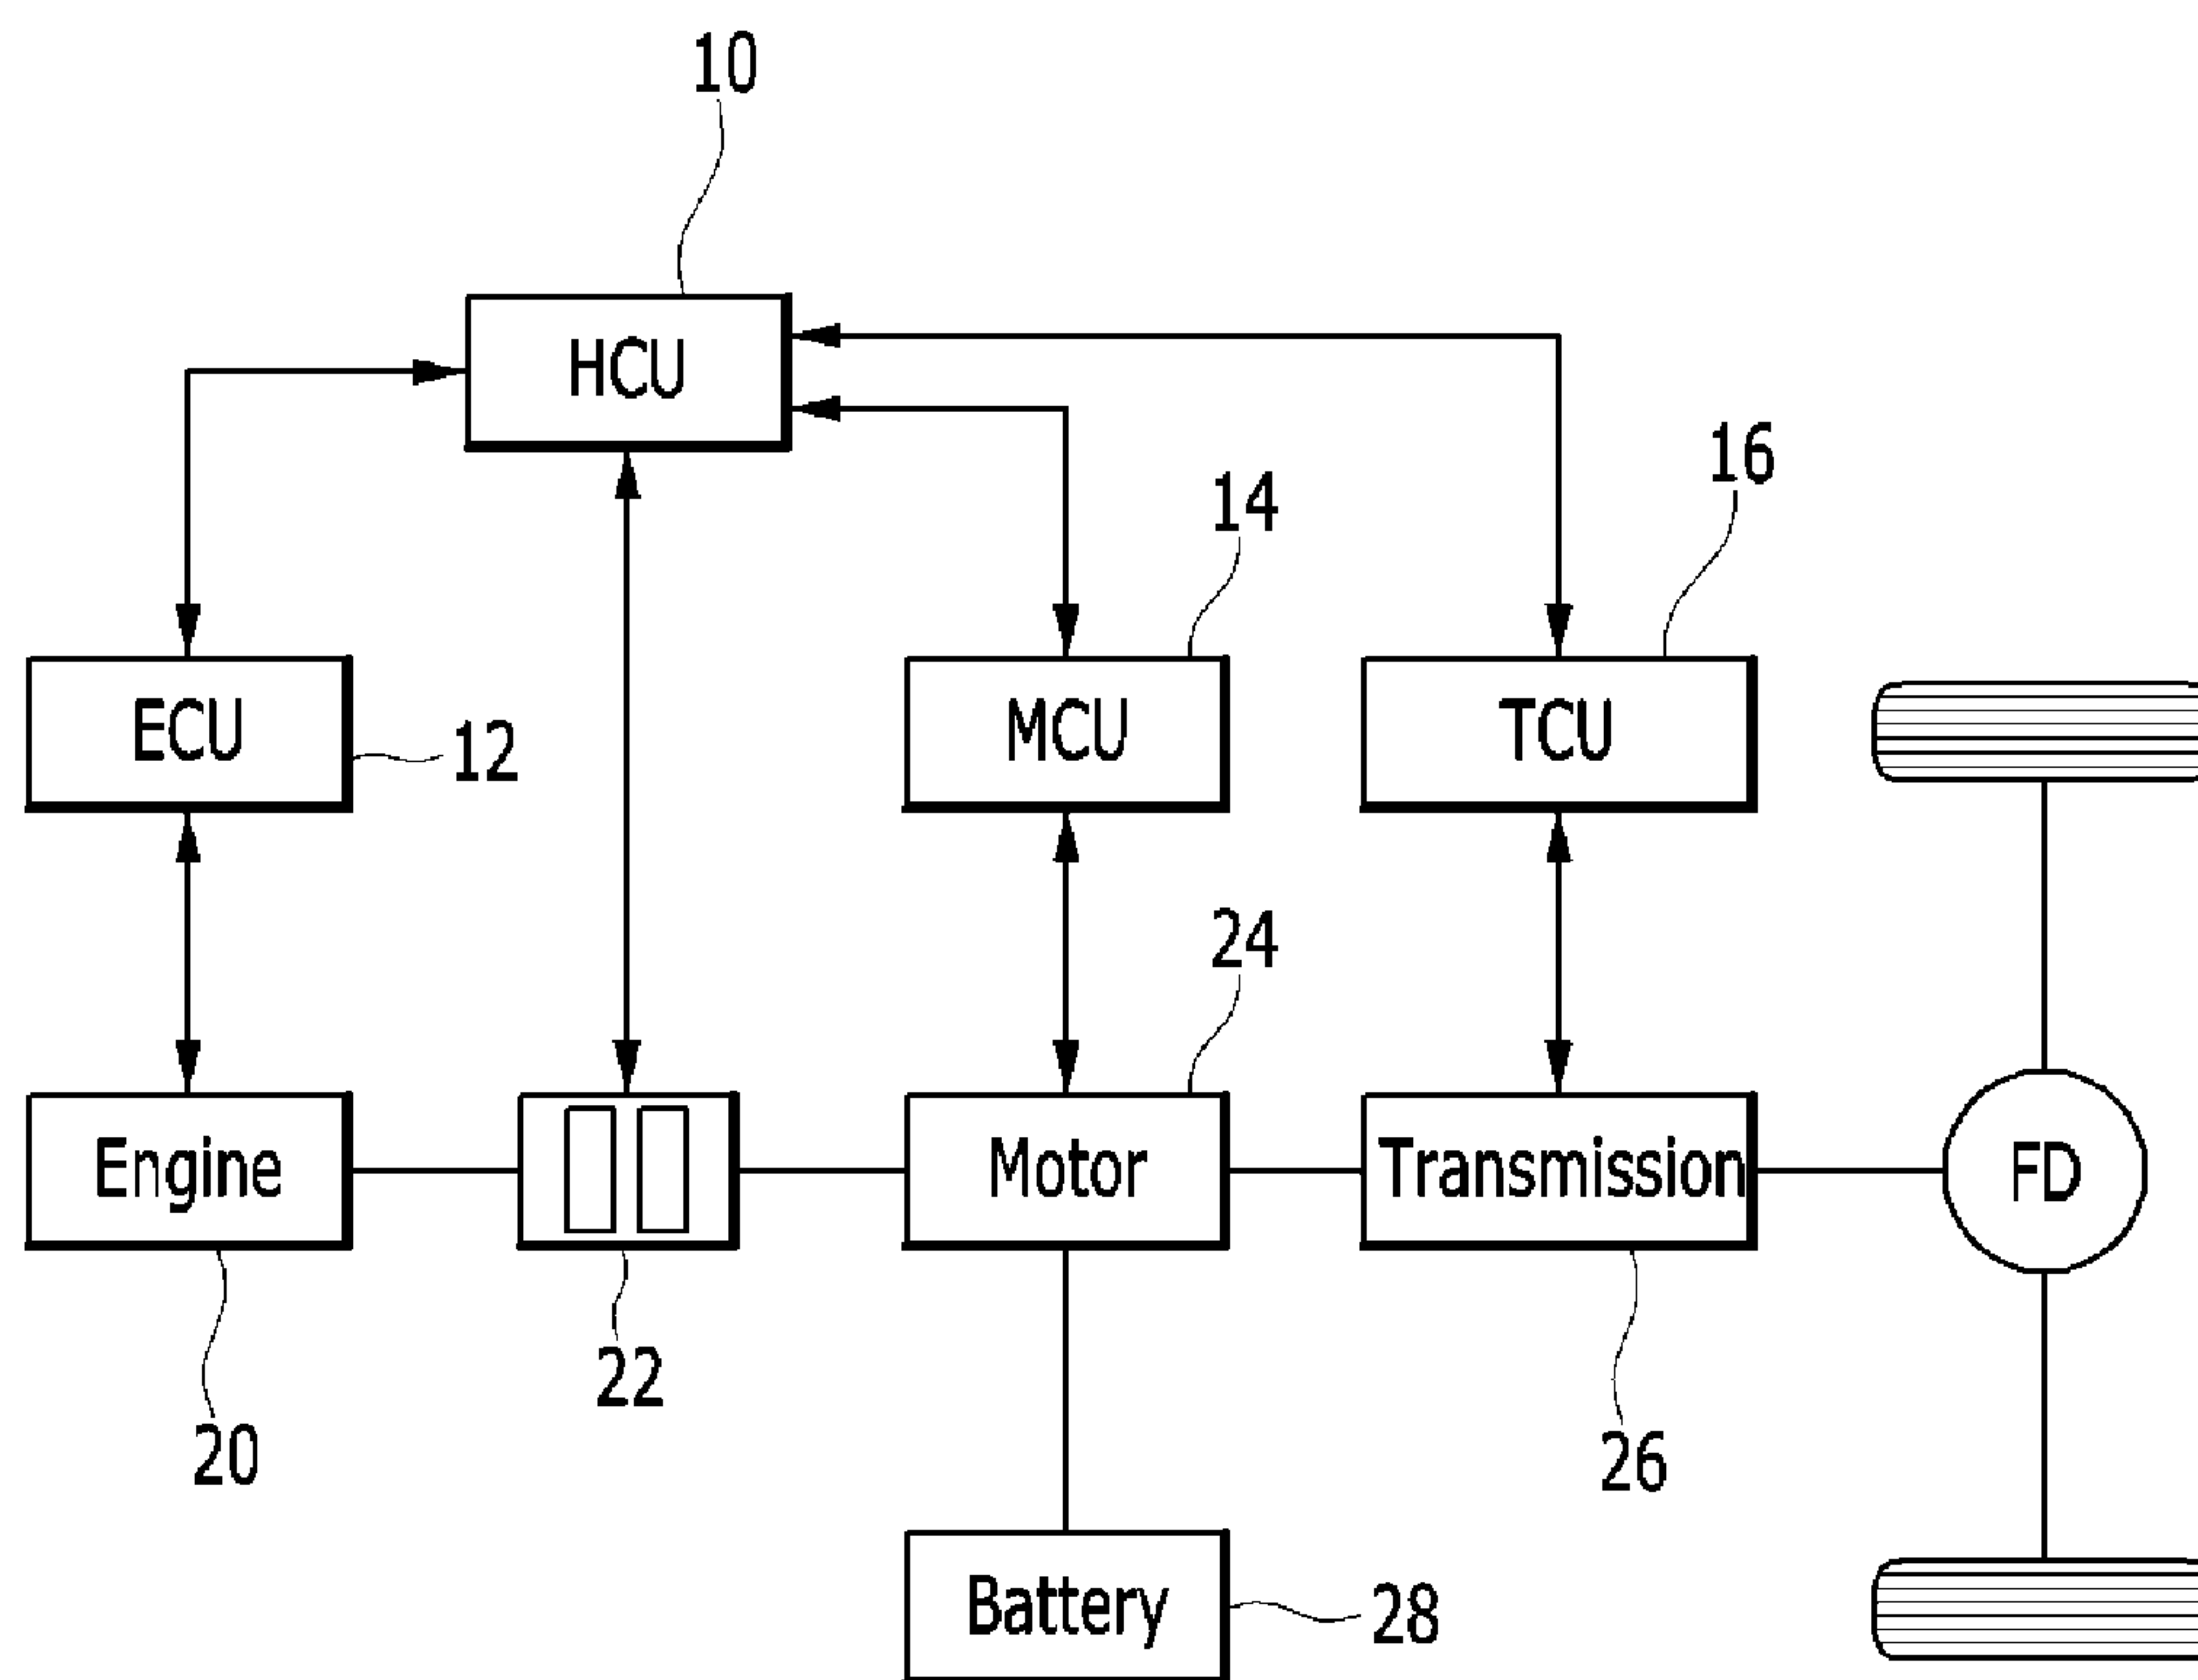 10
HCU
14
16
ECU
12
MCU
TCU
24
Engine
Motor
Transmission
FD
22
20
26
Battery
28